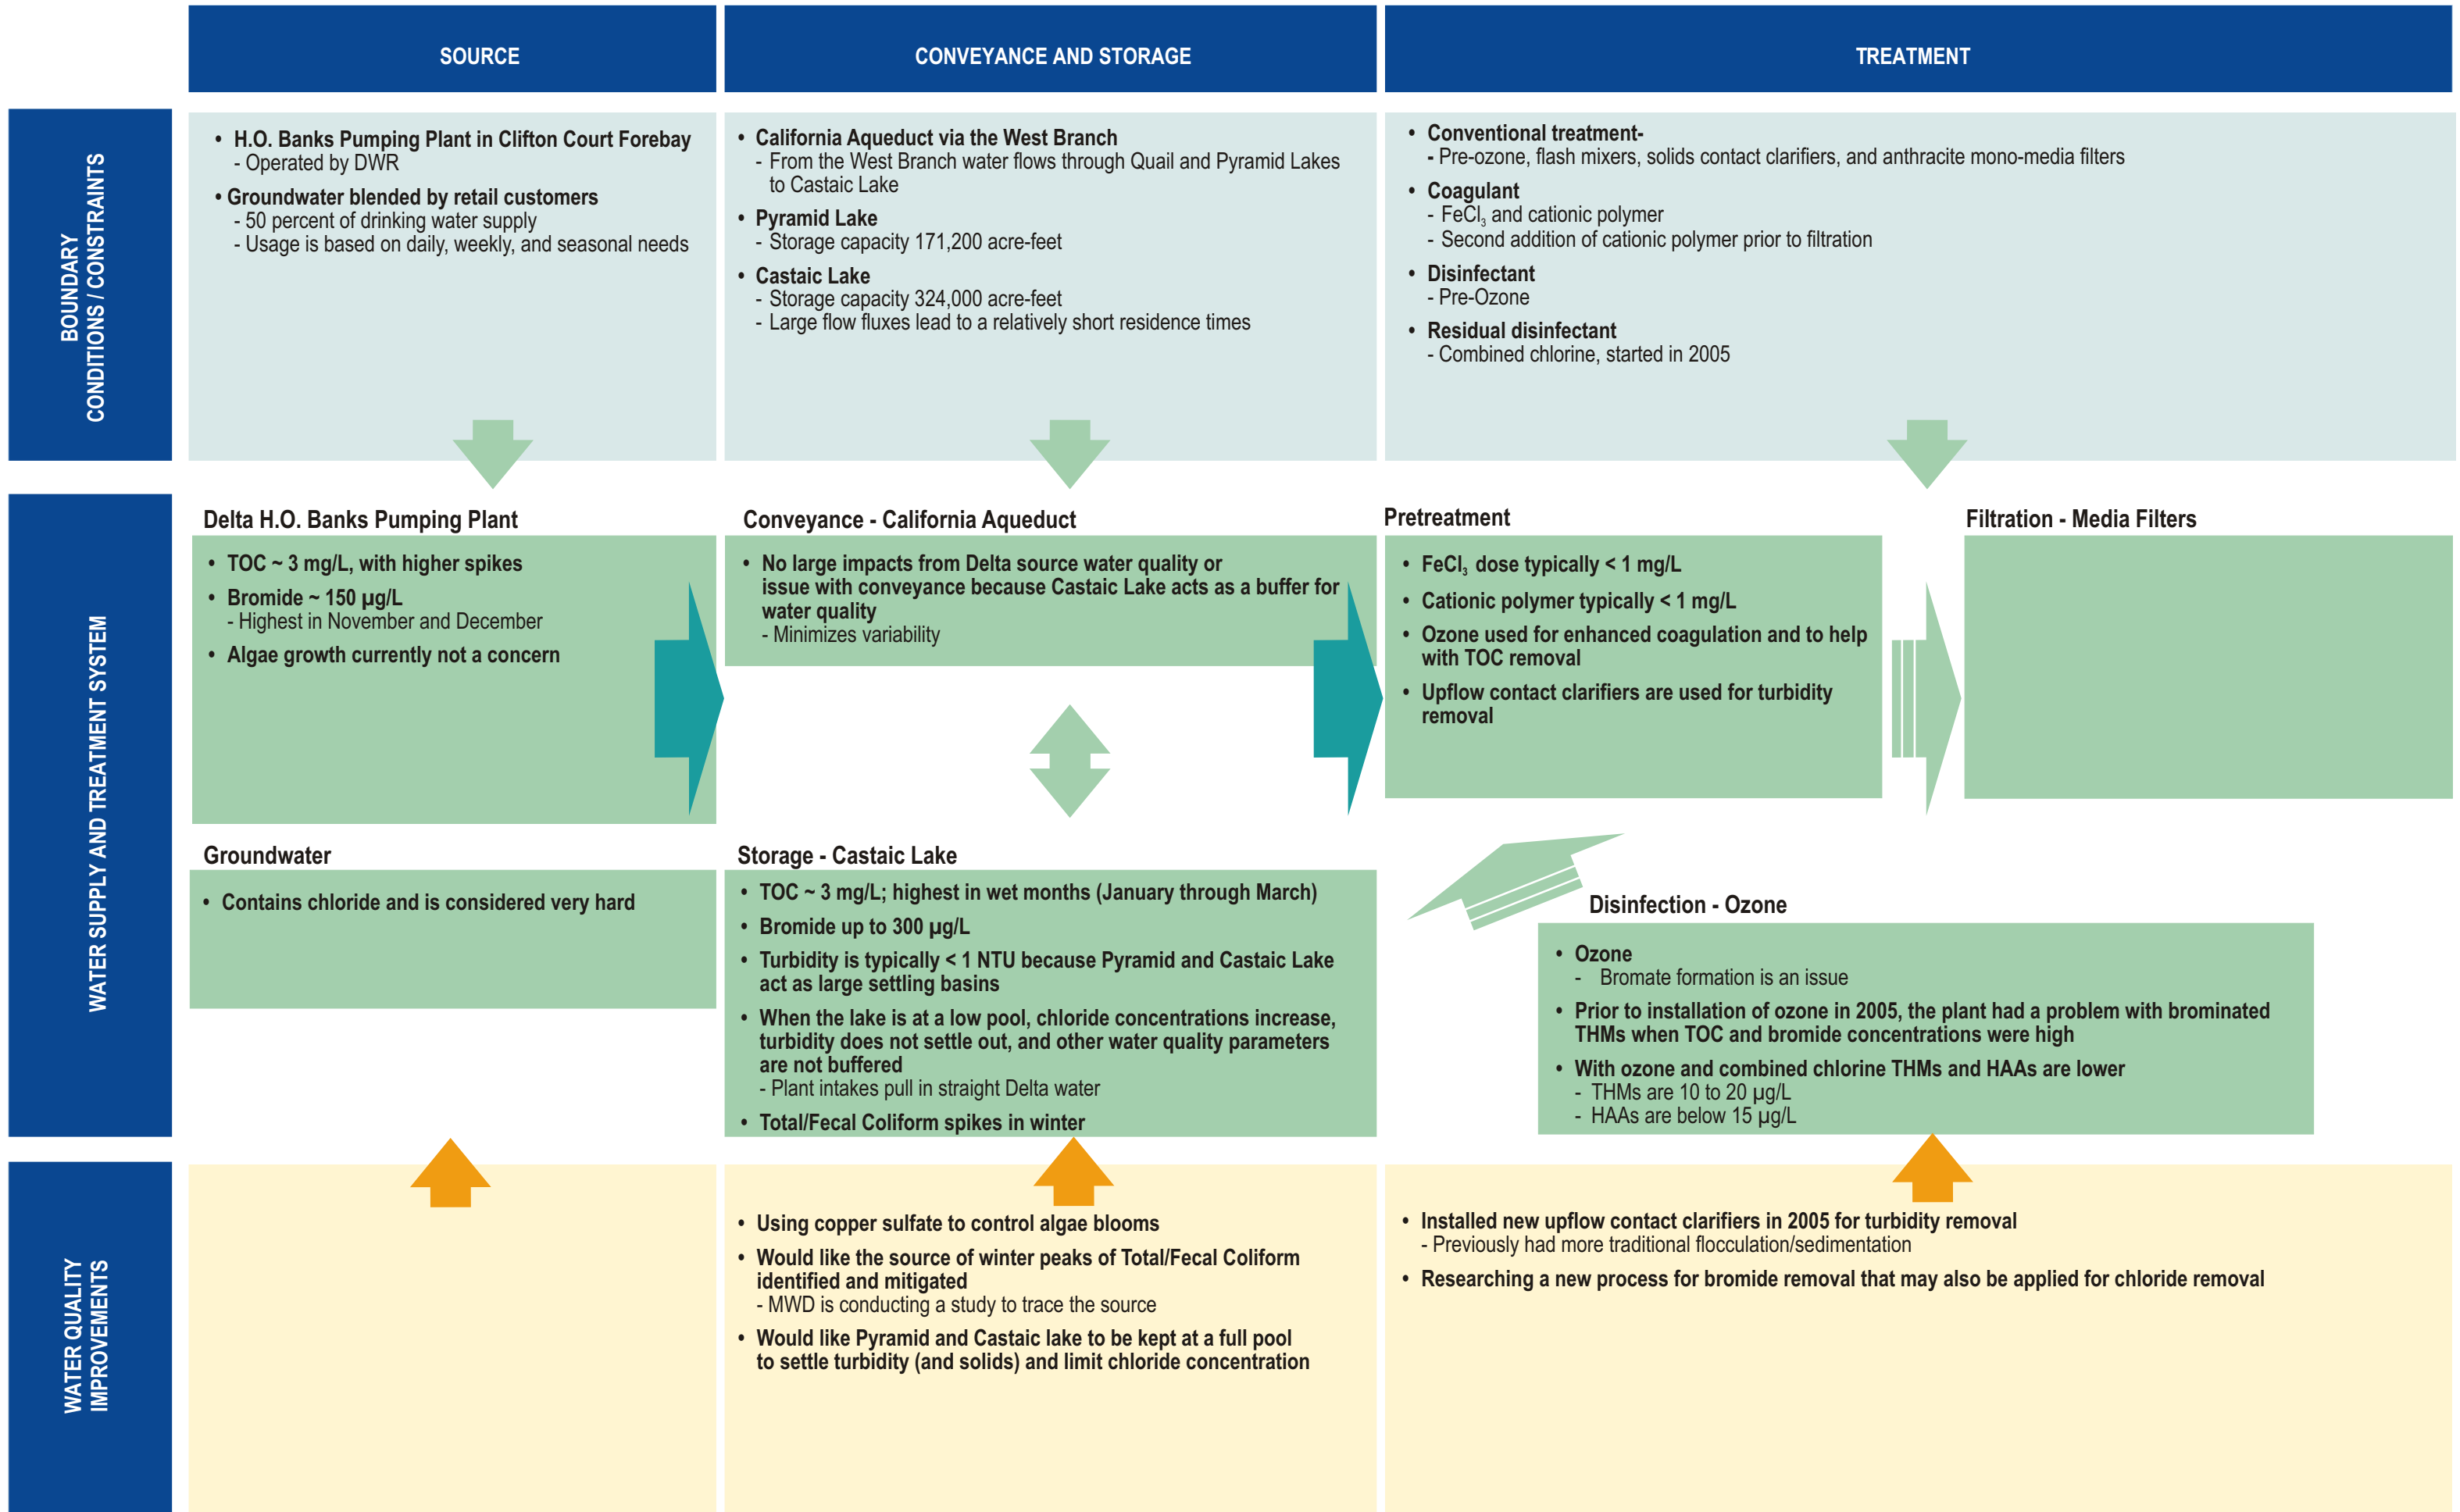 SOURCE
CONVEYANCE AND STORAGE
TREATMENT
BOUNDARY
CONDITIONS / CONSTRAINTS
• H.O. Banks Pumping Plant in Clifton Court Forebay
- Operated by DWR
• Groundwater blended by retail customers
- 50 percent of drinking water supply
- Usage is based on daily, weekly, and seasonal needs
• California Aqueduct via the West Branch
- From the West Branch water flows through Quail and Pyramid Lakes
to Castaic Lake
• Pyramid Lake
- Storage capacity 171,200 acre-feet
• Castaic Lake
- Storage capacity 324,000 acre-feet
- Large flow fluxes lead to a relatively short residence times
• Conventional treatment-
- Pre-ozone, flash mixers, solids contact clarifiers, and anthracite mono-media filters
• Coagulant
- FeCl₃ and cationic polymer
- Second addition of cationic polymer prior to filtration
• Disinfectant
- Pre-Ozone
• Residual disinfectant
- Combined chlorine, started in 2005
WATER SUPPLY AND TREATMENT SYSTEM
Delta H.O. Banks Pumping Plant
• TOC ~ 3 mg/L, with higher spikes
• Bromide ~ 150 µg/L
- Highest in November and December
• Algae growth currently not a concern
Groundwater
• Contains chloride and is considered very hard
Conveyance - California Aqueduct
• No large impacts from Delta source water quality or
issue with conveyance because Castaic Lake acts as a buffer for
water quality
- Minimizes variability
Storage - Castaic Lake
• TOC ~ 3 mg/L; highest in wet months (January through March)
• Bromide up to 300 µg/L
• Turbidity is typically < 1 NTU because Pyramid and Castaic Lake
act as large settling basins
• When the lake is at a low pool, chloride concentrations increase,
turbidity does not settle out, and other water quality parameters
are not buffered
- Plant intakes pull in straight Delta water
• Total/Fecal Coliform spikes in winter
Pretreatment
• FeCl₃ dose typically < 1 mg/L
• Cationic polymer typically < 1 mg/L
• Ozone used for enhanced coagulation and to help
with TOC removal
• Upflow contact clarifiers are used for turbidity
removal
Filtration - Media Filters
Disinfection - Ozone
• Ozone
- Bromate formation is an issue
• Prior to installation of ozone in 2005, the plant had a problem with brominated
THMs when TOC and bromide concentrations were high
• With ozone and combined chlorine THMs and HAAs are lower
- THMs are 10 to 20 µg/L
- HAAs are below 15 µg/L
WATER QUALITY
IMPROVEMENTS
• Using copper sulfate to control algae blooms
• Would like the source of winter peaks of Total/Fecal Coliform
identified and mitigated
- MWD is conducting a study to trace the source
• Would like Pyramid and Castaic lake to be kept at a full pool
to settle turbidity (and solids) and limit chloride concentration
• Installed new upflow contact clarifiers in 2005 for turbidity removal
- Previously had more traditional flocculation/sedimentation
• Researching a new process for bromide removal that may also be applied for chloride removal